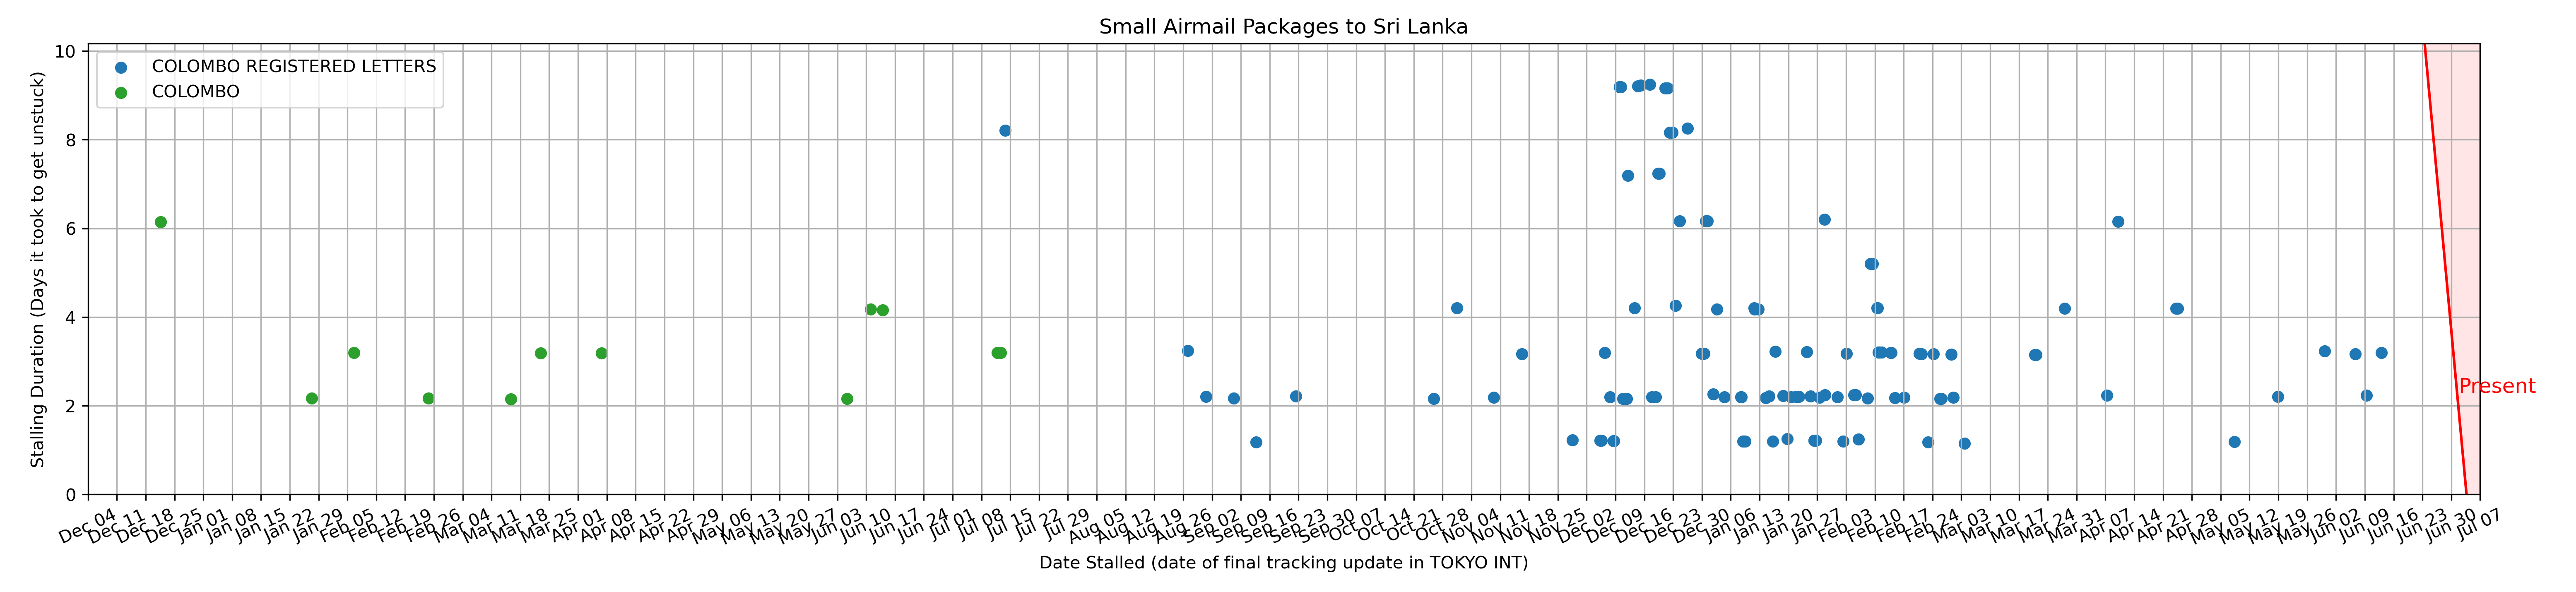 Small Airmail Packages to Sri Lanka
COLOMBO REGISTERED LETTERS
COLOMBO
Stalling Duration (Days it took to get unstuck)
10
8
6
4
2
0
Present
Dec 04
Dec 11
Dec 18
Dec 25
Jan 01
Jan 08
Jan 15
Jan 22
Jan 29
Feb 05
Feb 12
Feb 19
Feb 26
Mar 04
Mar 11
Mar 18
Mar 25
Apr 01
Apr 08
Apr 15
Apr 22
Apr 29
May 06
May 13
May 20
May 27
Jun 03
Jun 10
Jun 17
Jun 24
Jul 01
Jul 08
Jul 15
Jul 22
Jul 29
Aug 05
Aug 12
Aug 19
Aug 26
Sep 02
Sep 09
Sep 16
Sep 23
Sep 30
Oct 07
Oct 14
Oct 21
Oct 28
Nov 04
Nov 11
Nov 18
Nov 25
Dec 02
Dec 09
Dec 16
Dec 23
Dec 30
Jan 06
Jan 13
Jan 20
Jan 27
Feb 03
Feb 10
Feb 17
Feb 24
Mar 03
Mar 10
Mar 17
Mar 24
Mar 31
Apr 07
Apr 14
Apr 21
Apr 28
May 05
May 12
May 19
May 26
Jun 02
Jun 09
Jun 16
Jun 23
Jun 30
Jul 07
Date Stalled (date of final tracking update in TOKYO INT)